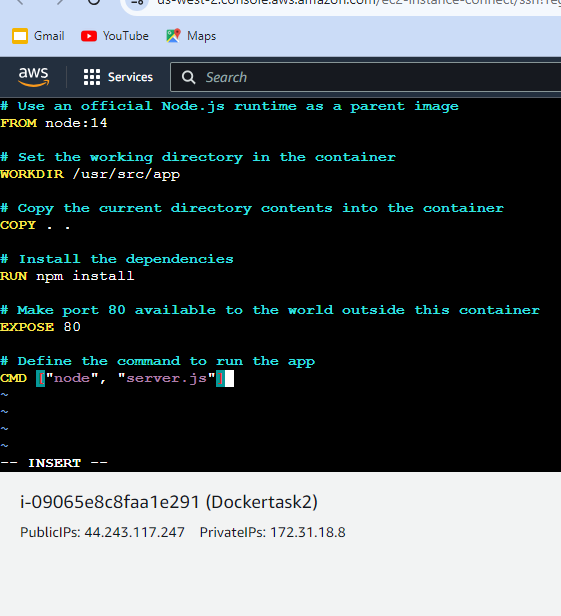 us-west-2.console.aws.amazon.com/ec2-instance-connect/ssh?reg
Gmail YouTube Maps
aws Services Search
# Use an official Node.js runtime as a parent image
FROM node:14
# Set the working directory in the container
WORKDIR /usr/src/app
# Copy the current directory contents into the container
COPY . .
# Install the dependencies
RUN npm install
# Make port 80 available to the world outside this container
EXPOSE 80
# Define the command to run the app
CMD ["node", "server.js"]
~
~
~
~
-- INSERT --
i-09065e8c8faa1e291 (Dockertask2)
PublicIPs: 44.243.117.247 PrivateIPs: 172.31.18.8